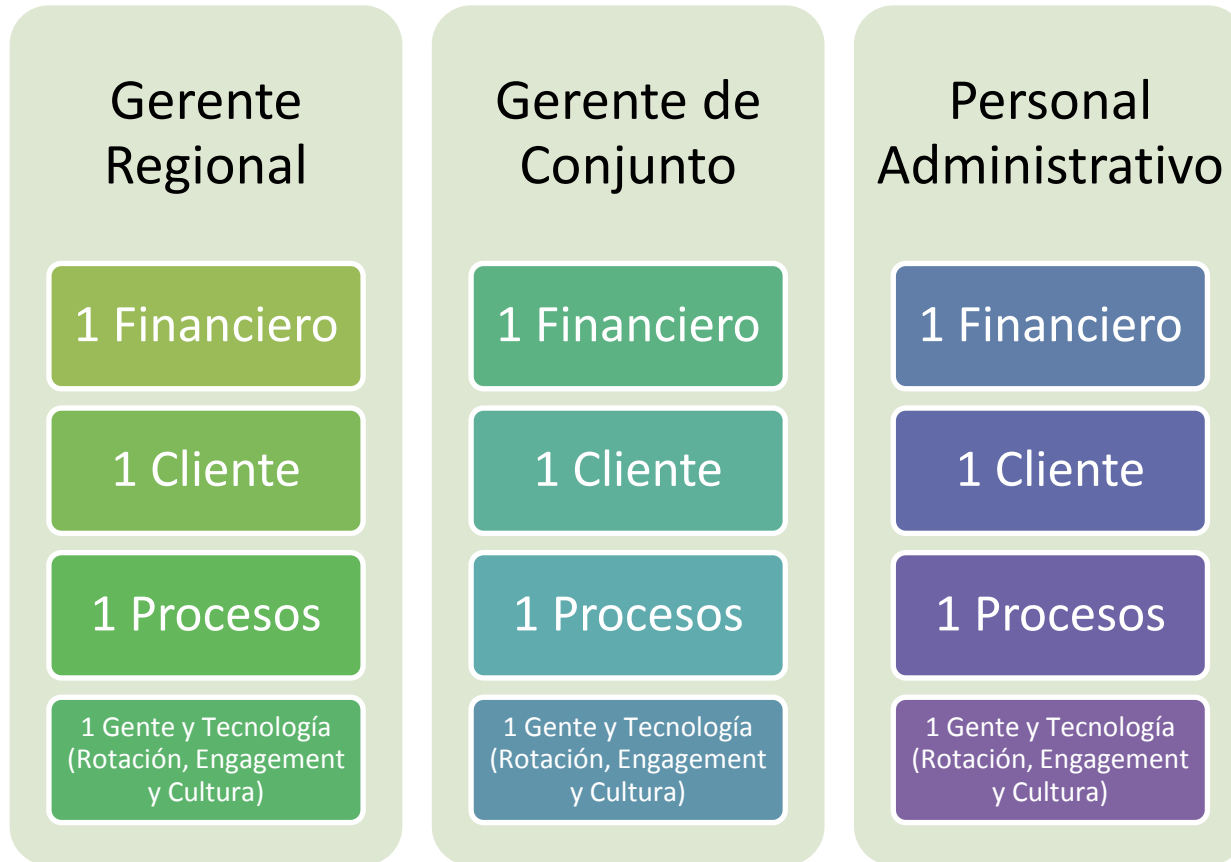 Gerente
Regional
1 Financiero
1 Cliente
1 Procesos
1 Gente y Tecnología
(Rotación, Engagement
y Cultura)
Gerente de
Conjunto
1 Financiero
1 Cliente
1 Procesos
1 Gente y Tecnología
(Rotación, Engagement
y Cultura)
Personal
Administrativo
1 Financiero
1 Cliente
1 Procesos
1 Gente y Tecnología
(Rotación, Engagement
y Cultura)